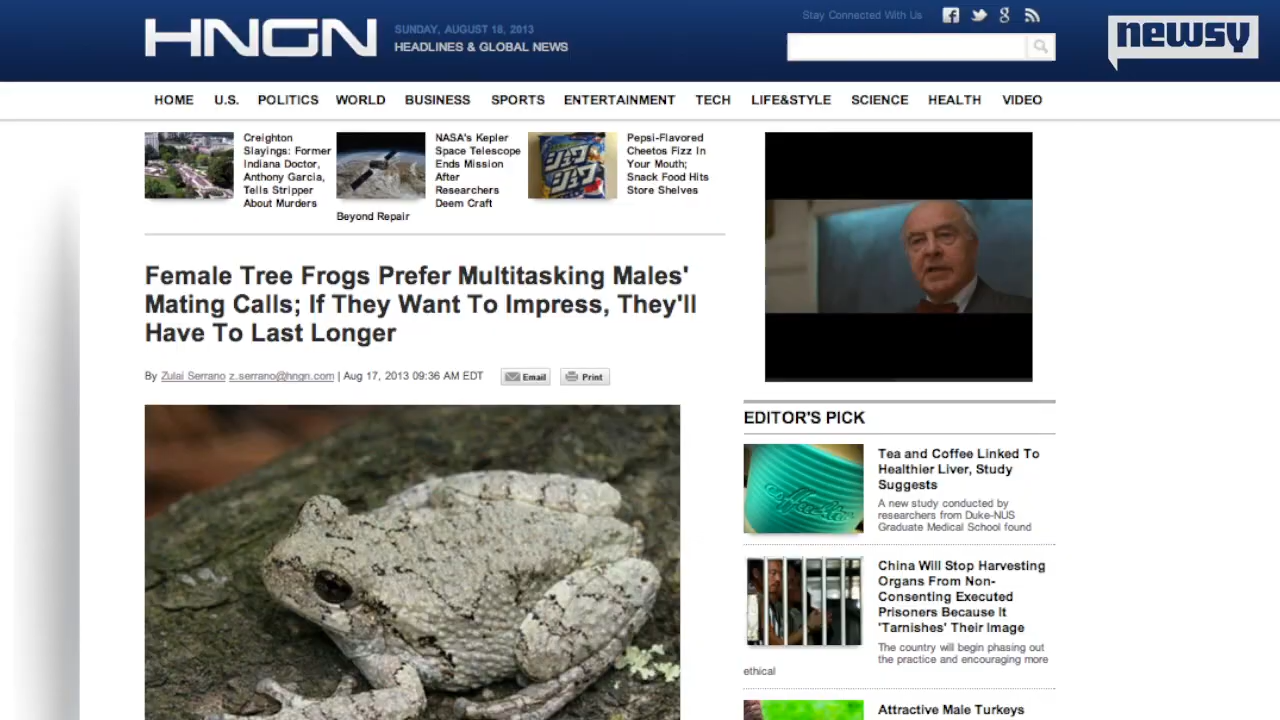 HNGN
SUNDAY, AUGUST 18, 2013
HEADLINES & GLOBAL NEWS
Stay Connected With Us
newsy
HOME U.S. POLITICS WORLD BUSINESS SPORTS ENTERTAINMENT TECH LIFE&STYLE SCIENCE HEALTH VIDEO
Creighton
Slayings: Former
Indiana Doctor,
Anthony Garcia,
Tells Stripper
About Murders
NASA's Kepler
Space Telescope
Ends Mission
After
Researchers
Deem Craft
Beyond Repair
Pepsi-Flavored
Cheetos Fizz In
Your Mouth;
Snack Food Hits
Store Shelves
Female Tree Frogs Prefer Multitasking Males'
Mating Calls; If They Want To Impress, They'll
Have To Last Longer
By Zulai Serrano z.serrano@hngn.com | Aug 17, 2013 09:36 AM EDT
Email
Print
EDITOR'S PICK
Tea and Coffee Linked To
Healthier Liver, Study
Suggests
A new study conducted by
researchers from Duke-NUS
Graduate Medical School found
China Will Stop Harvesting
Organs From Non-
Consenting Executed
Prisoners Because It
'Tarnishes' Their Image
The country will begin phasing out
the practice and encouraging more
ethical
Attractive Male Turkeys